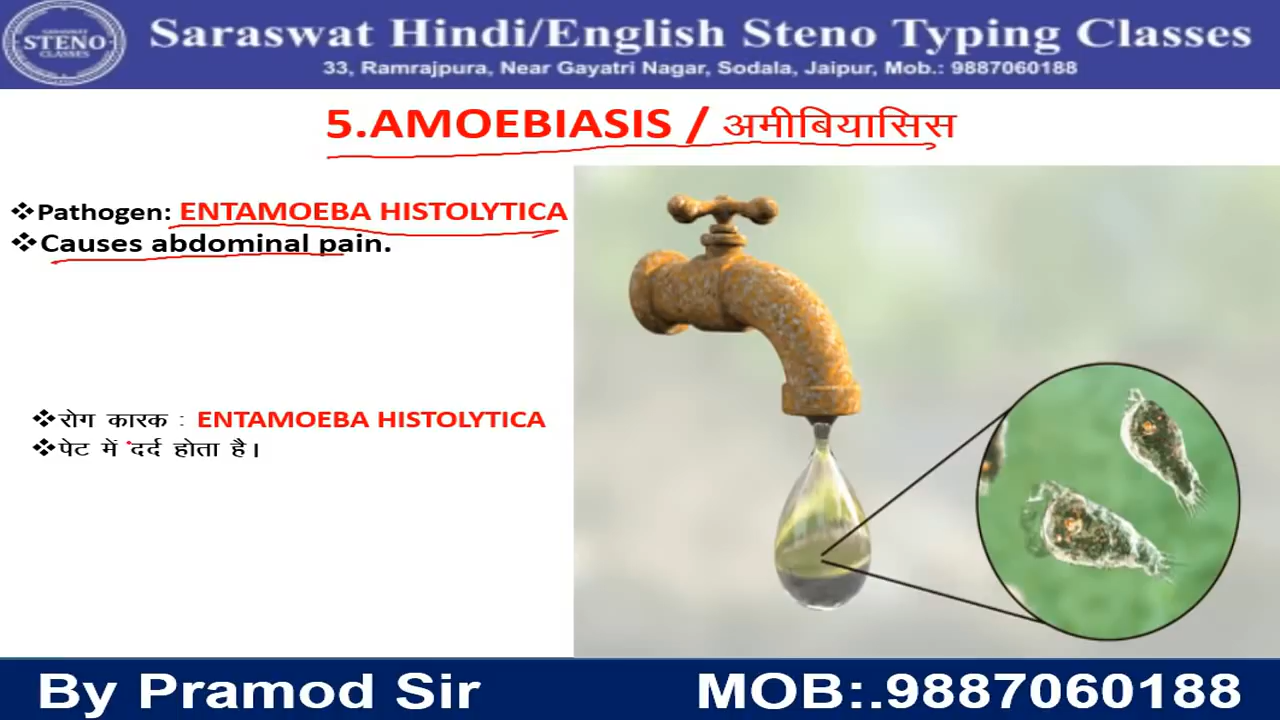 STENO
CLASSES
Saraswat Hindi/English Steno Typing Classes
33, Ramrajpura, Near Gayatri Nagar, Sodala, Jaipur, Mob.: 9887060188
5.AMOEBIASIS / अमीबियासिस
❖Pathogen: ENTAMOEBA HISTOLYTICA
❖Causes abdominal pain.
❖रोग कारक : ENTAMOEBA HISTOLYTICA
❖पेट में दर्द होता है।
By Pramod Sir
MOB:.9887060188